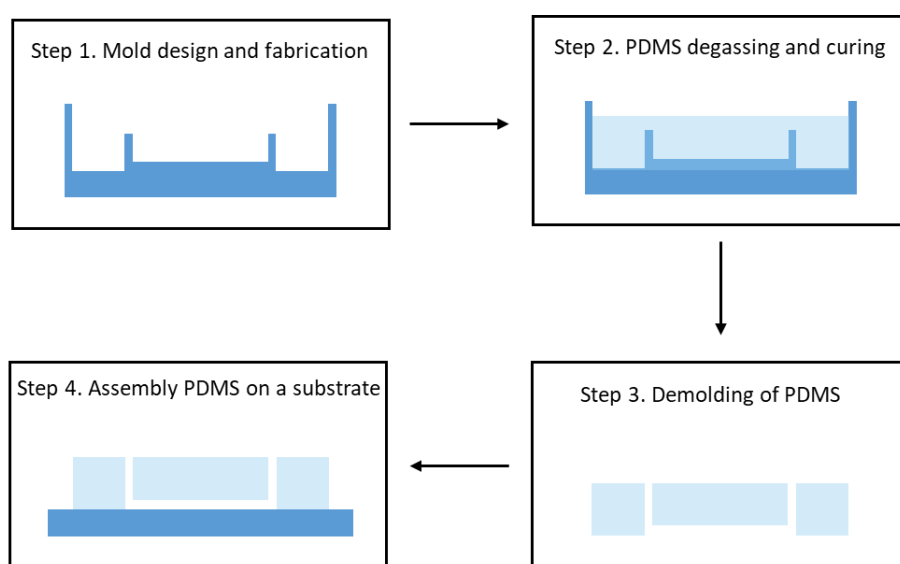 Step 1. Mold design and fabrication
Step 2. PDMS degassing and curing
Step 3. Demolding of PDMS
Step 4. Assembly PDMS on a substrate